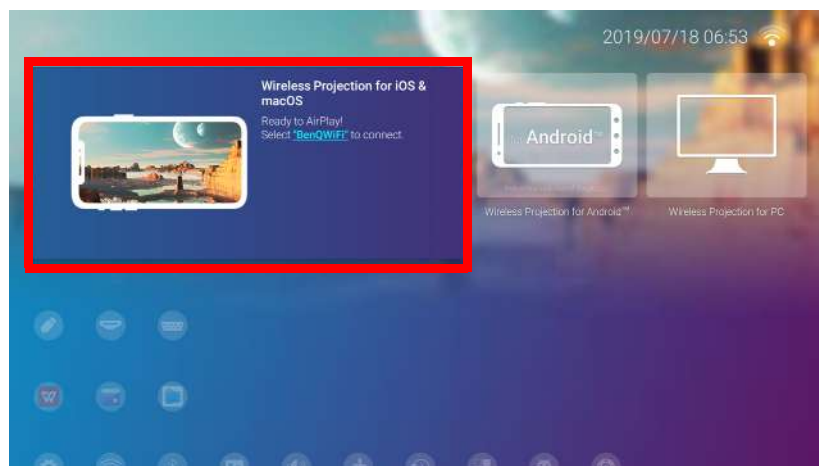 2019/07/18 06:53
Wireless Projection for iOS &
macOS
Ready to AirPlay!
Select "BenQWiFi" to connect.
Android™
Wireless Projection for Android™
Wireless Projection for PC